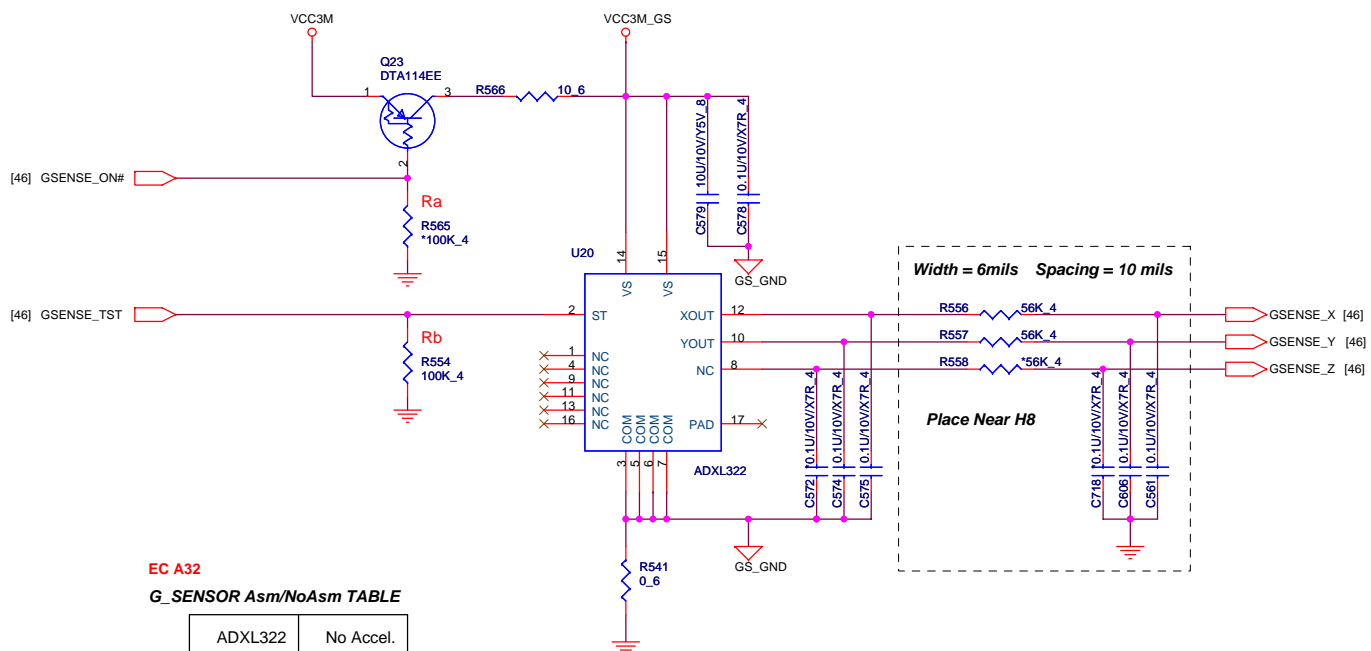 VCC3M
VCC3M_GS
Q23
DTA114EE
1
3
R566
10_6
2
[46] GSENSE_ON#
Ra
R565
*100K_4
C579 10U/10V/Y5V_8
C578 0.1U/10V/X7R_4
GS_GND
U20
14
15
VS
VS
[46] GSENSE_TST
2
ST
XOUT
12
YOUT
10
NC
8
Rb
R554
100K_4
1
NC
4
NC
9
NC
11
NC
13
NC
16
NC
PAD
17
COM
COM
COM
COM
3
5
6
7
ADXL322
Width = 6mils Spacing = 10 mils
R556
56K_4
GSENSE_X [46]
R557
56K_4
GSENSE_Y [46]
R558
*56K_4
GSENSE_Z [46]
Place Near H8
C572 *0.1U/10V/X7R_4
C574 0.1U/10V/X7R_4
C575 0.1U/10V/X7R_4
C718 *0.1U/10V/X7R_4
C606 0.1U/10V/X7R_4
C561 0.1U/10V/X7R_4
GS_GND
R541
0_6
EC A32
G_SENSOR Asm/NoAsm TABLE
ADXL322 No Accel.